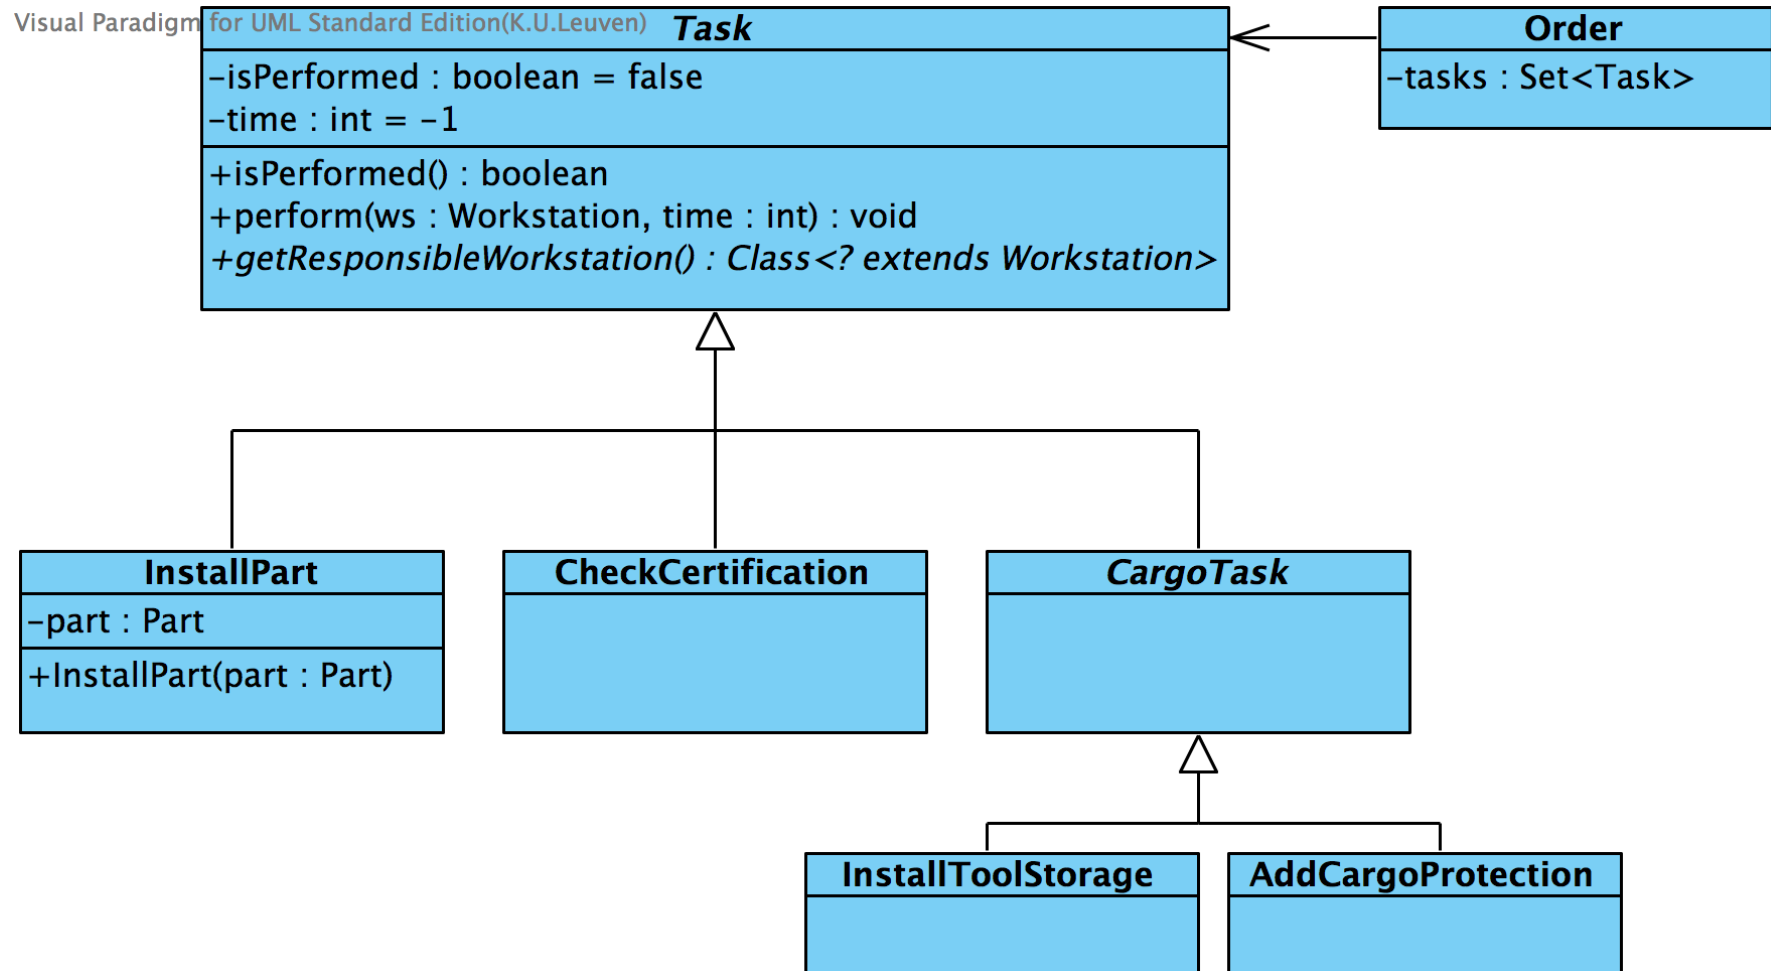 Visual Paradigm for UML Standard Edition(K.U.Leuven)
Task
-isPerformed : boolean = false
-time : int = -1
+isPerformed() : boolean
+perform(ws : Workstation, time : int) : void
+getResponsibleWorkstation() : Class<? extends Workstation>
Order
-tasks : Set<Task>
InstallPart
-part : Part
+InstallPart(part : Part)
CheckCertification
CargoTask
InstallToolStorage
AddCargoProtection